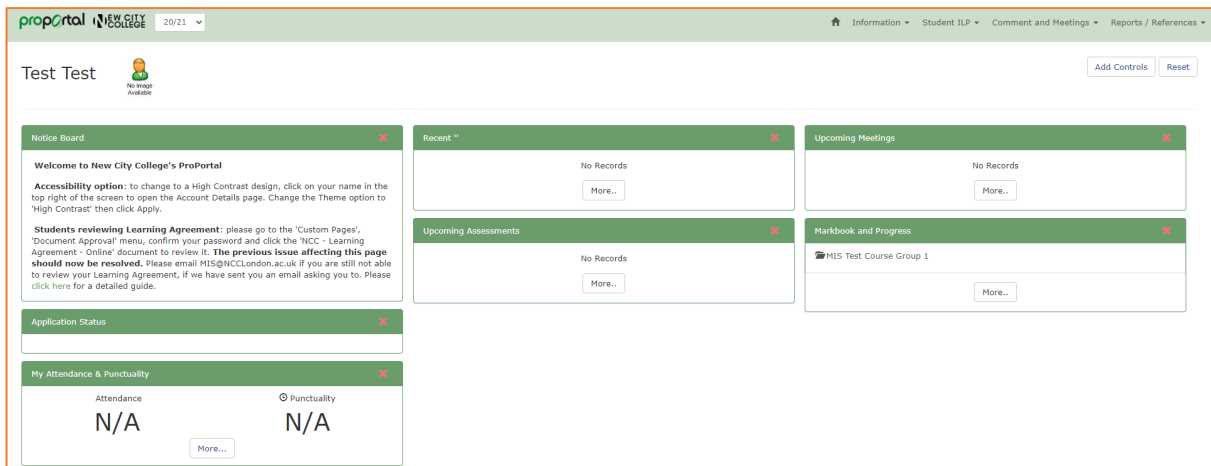 proportal NEW CITY COLLEGE 20/21
Information Student ILP Comment and Meetings Reports / References
Test Test
No Image
Available
Add Controls Reset
Notice Board
Welcome to New City College's ProPortal
Accessibility option: to change to a High Contrast design, click on your name in the
top right of the screen to open the Account Details page. Change the Theme option to
'High Contrast' then click Apply.
Students reviewing Learning Agreement: please go to the 'Custom Pages',
'Document Approval' menu, confirm your password and click the 'NCC - Learning
Agreement - Online' document to review it. The previous issue affecting this page
should now be resolved. Please email MIS@NCCLondon.ac.uk if you are still not able
to review your Learning Agreement, if we have sent you an email asking you to. Please
click here for a detailed guide.
Application Status
My Attendance & Punctuality
Attendance Punctuality
N/A N/A
More...
Recent "
No Records
More..
Upcoming Assessments
No Records
More..
Upcoming Meetings
No Records
More..
Markbook and Progress
MIS Test Course Group 1
More..